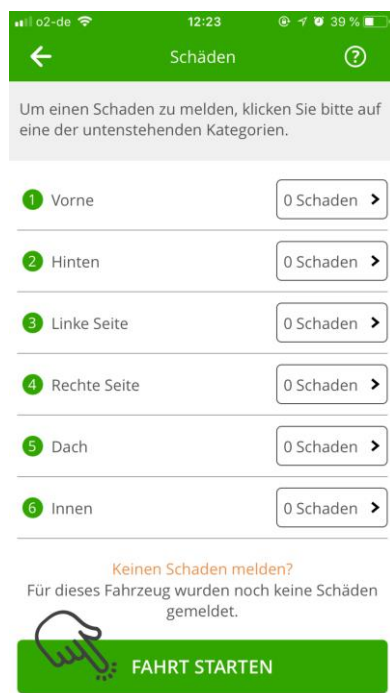 o2-de 12:23 39 %
Schäden ?
Um einen Schaden zu melden, klicken Sie bitte auf
eine der untenstehenden Kategorien.
1 Vorne 0 Schaden
2 Hinten 0 Schaden
3 Linke Seite 0 Schaden
4 Rechte Seite 0 Schaden
5 Dach 0 Schaden
6 Innen 0 Schaden
Keinen Schaden melden?
Für dieses Fahrzeug wurden noch keine Schäden
gemeldet.
FAHRT STARTEN